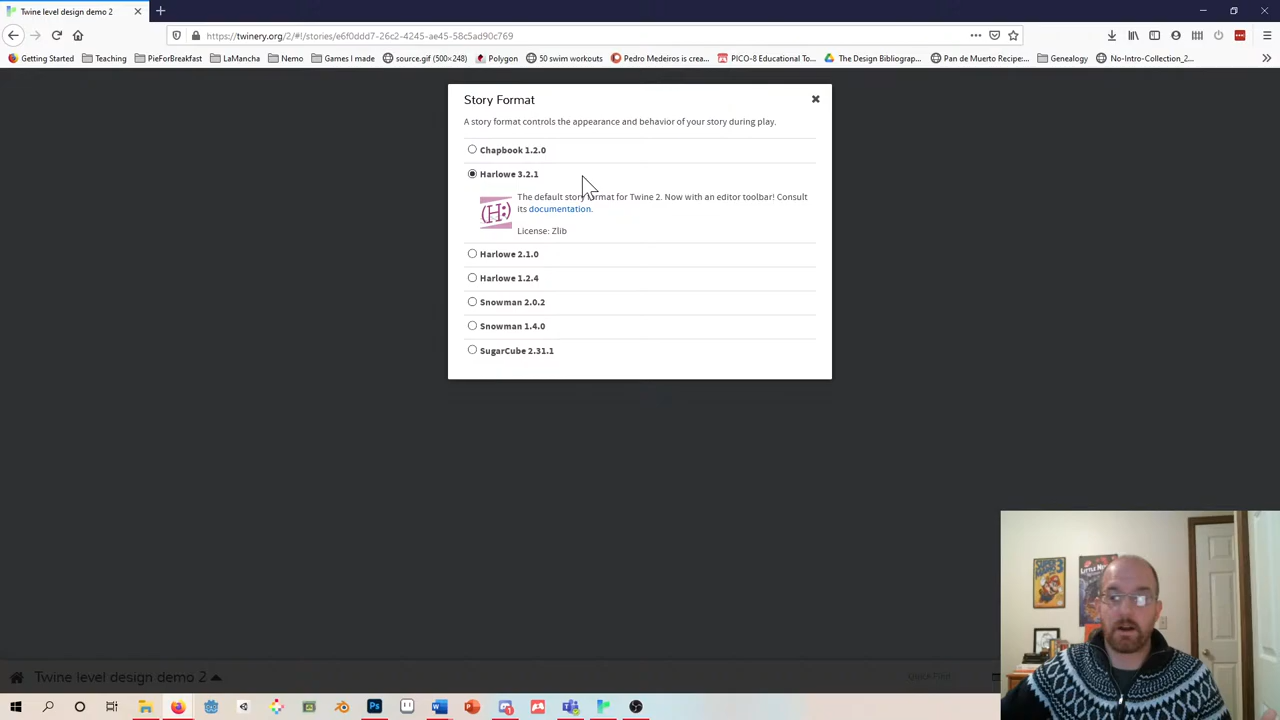 Twine level design demo 2
https://twinery.org/2/#!/stories/e6f0ddd7-26c2-4245-ae45-58c5ad90c769
Getting Started Teaching PieForBreakfast Games I made LaMancha Nemo source.gif (500×248) Polygon 50 swim workouts Pedro Medeiros is crea... PICO-8 Educational To... The Design Bibliograp... Pan de Muerto Recipe:... Genealogy No-Intro-Collection_2...
Story Format
A story format controls the appearance and behavior of your story during play.
Chapbook 1.2.0
Harlowe 3.2.1
The default story format for Twine 2. Now with an editor toolbar! Consult
its documentation.
License: Zlib
Harlowe 2.1.0
Harlowe 1.2.4
Snowman 2.0.2
Snowman 1.4.0
SugarCube 2.31.1
Twine level design demo 2